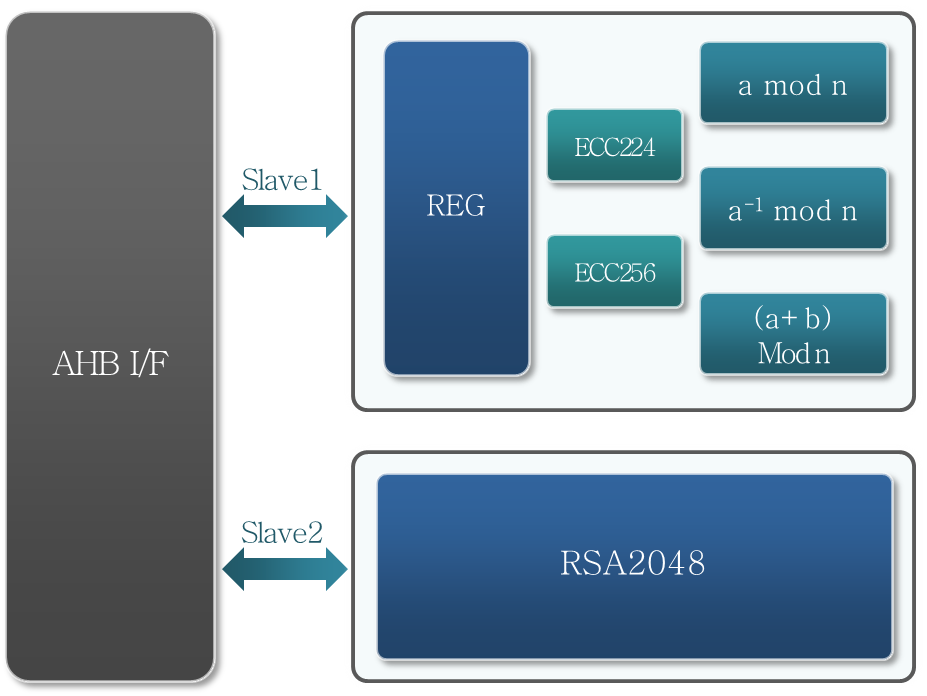 AHB I/F
Slave1
REG
ECC224
ECC256
a mod n
a⁻¹ mod n
(a+ b)
Mod n
Slave2
RSA2048